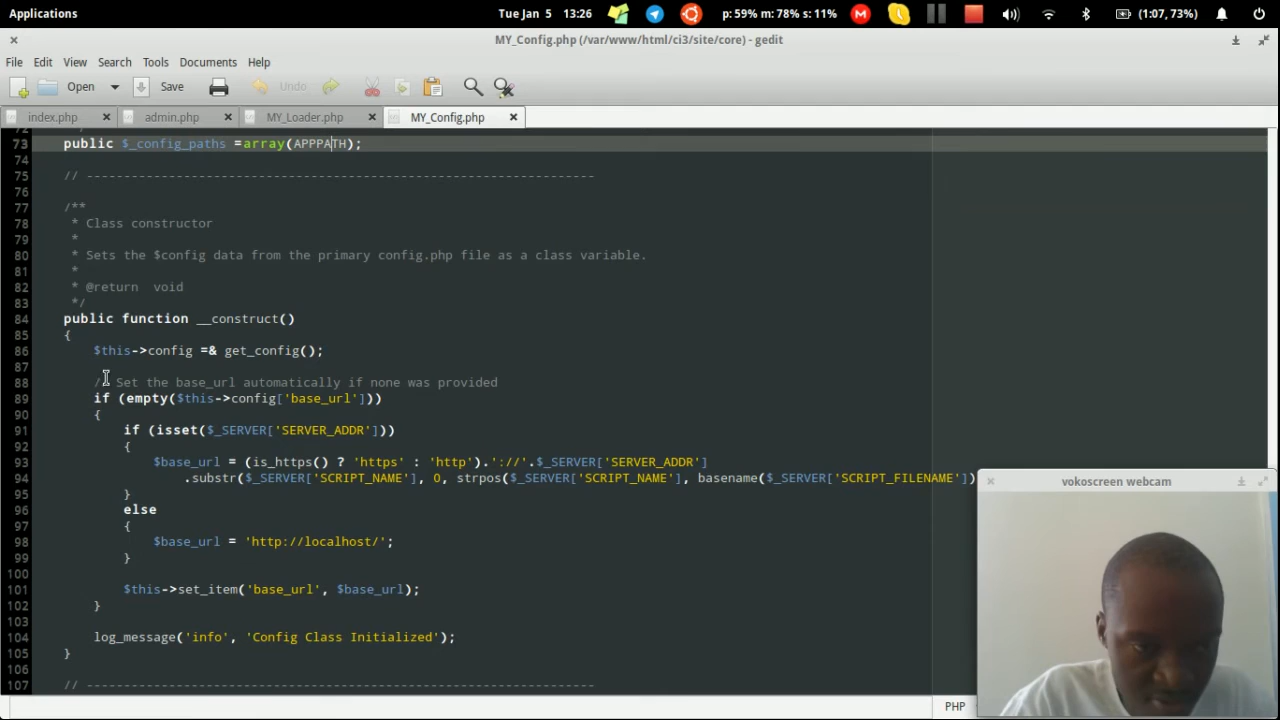 Applications
Tue Jan 5 13:26
p: 59% m: 78% s: 11%
(1:07, 73%)
MY_Config.php (/var/www/html/ci3/site/core) - gedit
File Edit View Search Tools Documents Help
Open Save Undo
index.php admin.php MY_Loader.php MY_Config.php
73 public $_config_paths =array(APPPATH);
74
75 // --------------------------------------------------------------------
76
77 /**
78 * Class constructor
79 *
80 * Sets the $config data from the primary config.php file as a class variable.
81 *
82 * @return void
83 */
84 public function __construct()
85 {
86 $this->config =& get_config();
87
88 // Set the base_url automatically if none was provided
89 if (empty($this->config['base_url']))
90 {
91 if (isset($_SERVER['SERVER_ADDR']))
92 {
93 $base_url = (is_https() ? 'https' : 'http').'://'.$_SERVER['SERVER_ADDR']
94 .substr($_SERVER['SCRIPT_NAME'], 0, strpos($_SERVER['SCRIPT_NAME'], basename($_SERVER['SCRIPT_FILENAME'])
95 }
96 else
97 {
98 $base_url = 'http://localhost/';
99 }
100
101 $this->set_item('base_url', $base_url);
102 }
103
104 log_message('info', 'Config Class Initialized');
105 }
106
107 // --------------------------------------------------------------------
vokoscreen webcam
PHP